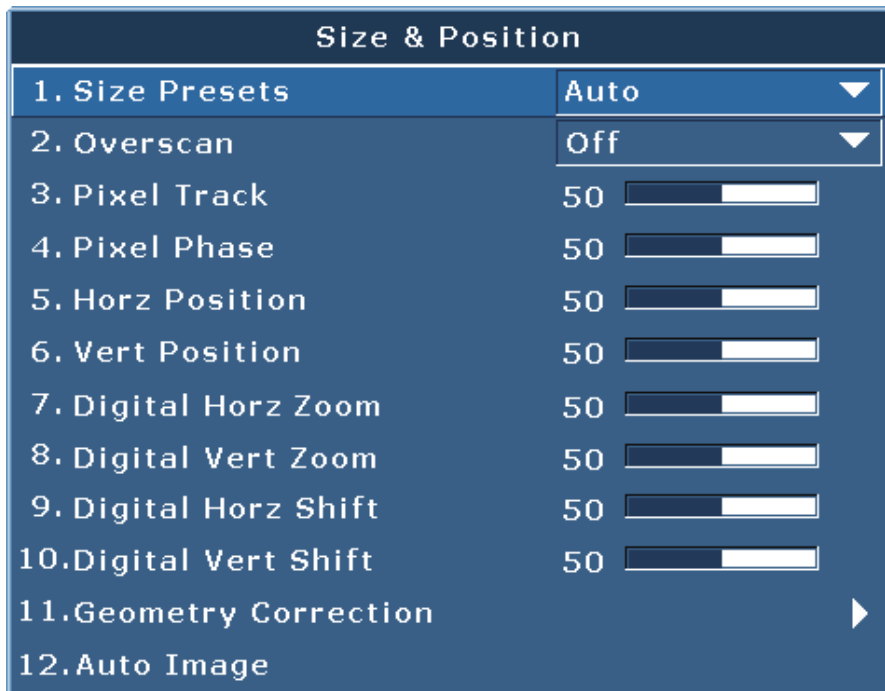 Size & Position
1. Size Presets Auto
2. Overscan Off
3. Pixel Track 50
4. Pixel Phase 50
5. Horz Position 50
6. Vert Position 50
7. Digital Horz Zoom 50
8. Digital Vert Zoom 50
9. Digital Horz Shift 50
10.Digital Vert Shift 50
11.Geometry Correction
12.Auto Image